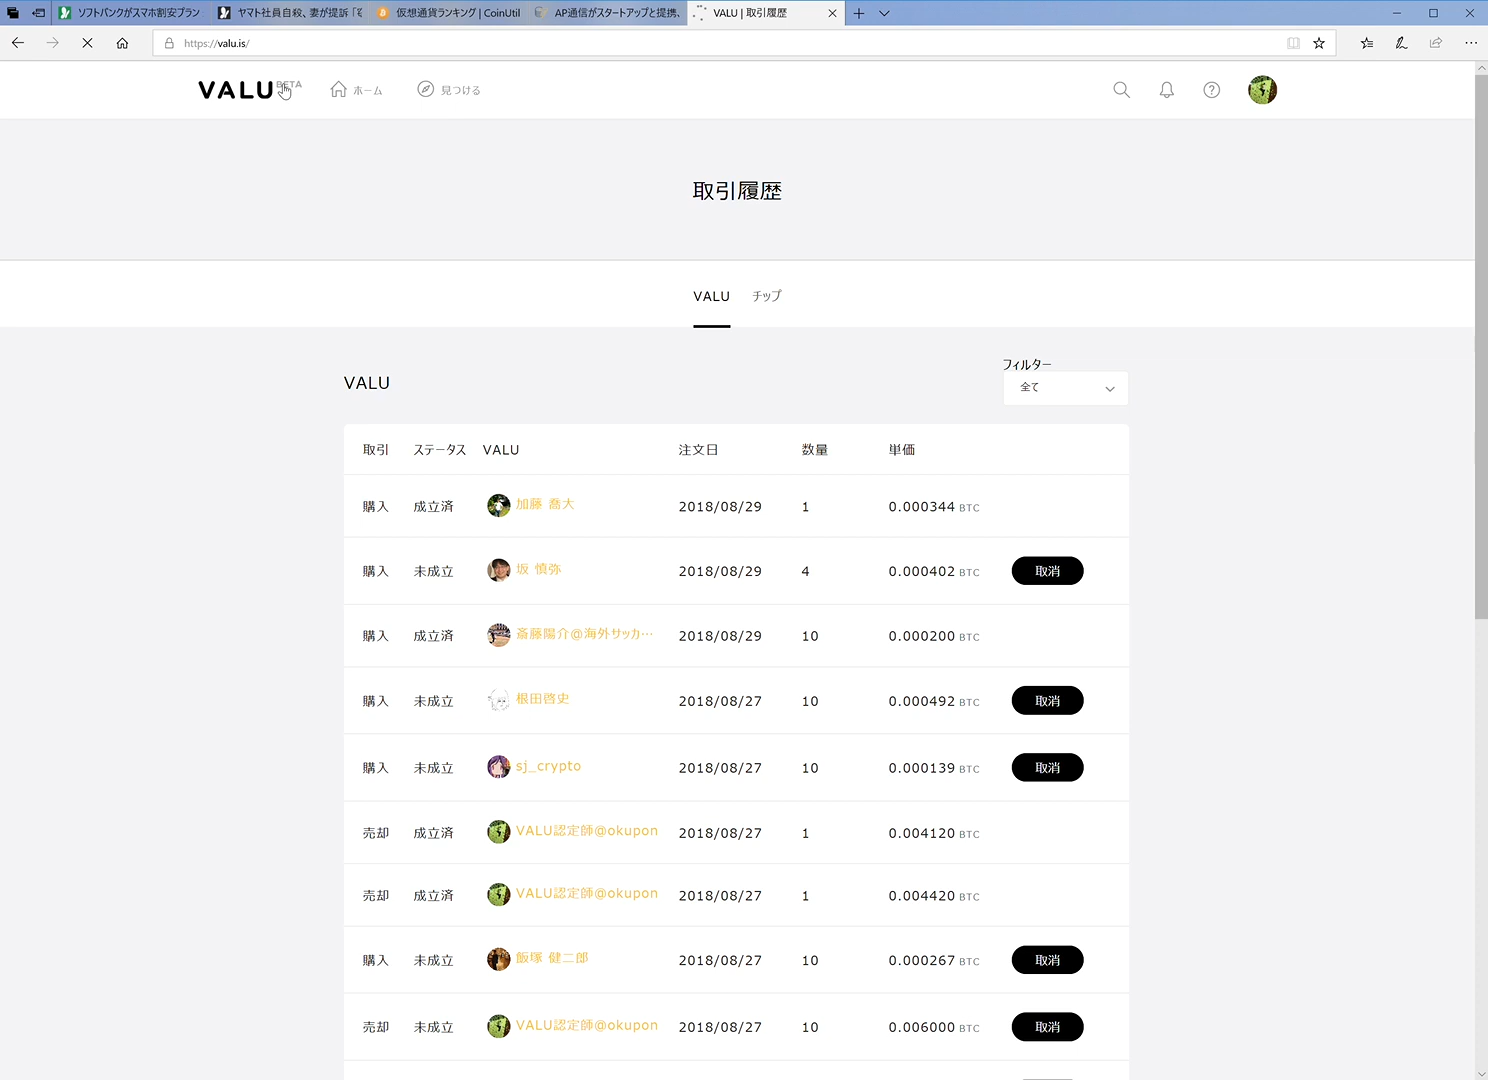 ソフトバンクがスマホ割安プラン
ヤマト社員自殺、妻が提訴「
仮想通貨ランキング | CoinUtil
AP通信がスタートアップと提携、
VALU | 取引履歴
https://valu.is/
VALU BETA
ホーム
見つける
取引履歴
VALU チップ
フィルター
VALU
全て
取引 ステータス VALU 注文日 数量 単価
購入 成立済 加藤 喬大 2018/08/29 1 0.000344 BTC
購入 未成立 坂 慎弥 2018/08/29 4 0.000402 BTC 取消
購入 成立済 斎藤陽介@海外サッカ… 2018/08/29 10 0.000200 BTC
購入 未成立 根田啓史 2018/08/27 10 0.000492 BTC 取消
購入 未成立 sj_crypto 2018/08/27 10 0.000139 BTC 取消
売却 成立済 VALU認定師@okupon 2018/08/27 1 0.004120 BTC
売却 成立済 VALU認定師@okupon 2018/08/27 1 0.004420 BTC
購入 未成立 飯塚 健二郎 2018/08/27 10 0.000267 BTC 取消
売却 未成立 VALU認定師@okupon 2018/08/27 10 0.006000 BTC 取消